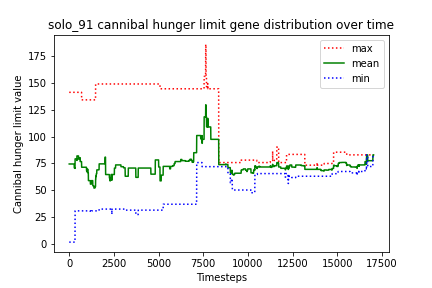 solo_91 cannibal hunger limit gene distribution over time
Cannibal hunger limit value
175
150
125
100
75
50
25
0
max
mean
min
0 2500 5000 7500 10000 12500 15000 17500
Timesteps